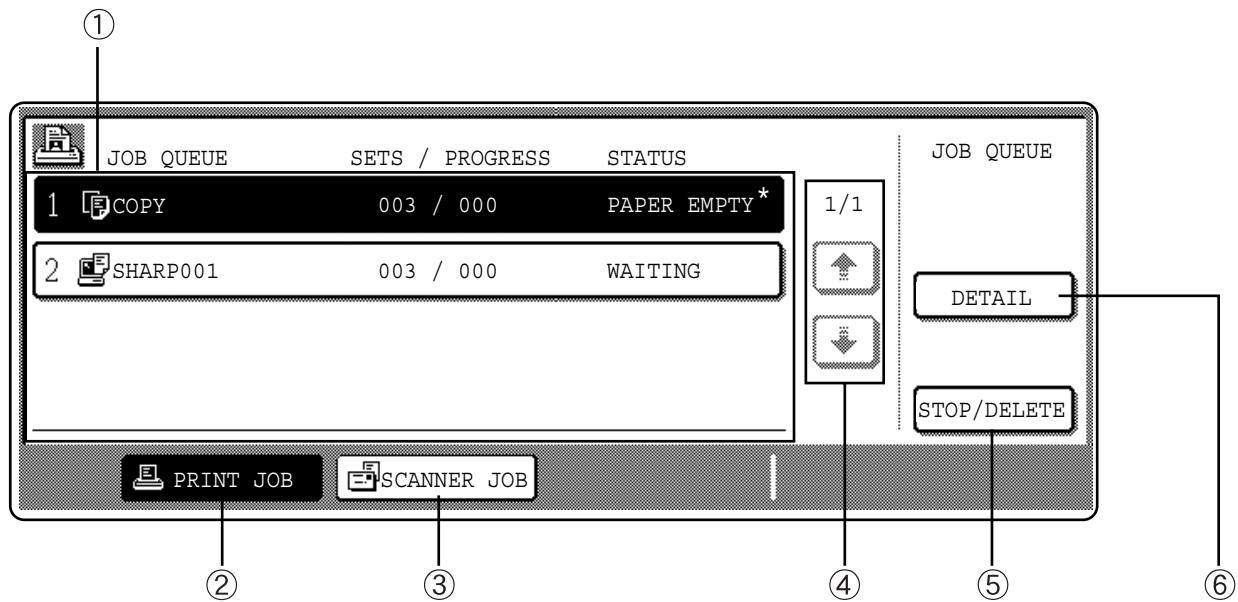 ①
JOB QUEUE SETS / PROGRESS STATUS JOB QUEUE
1 COPY 003 / 000 PAPER EMPTY* 1/1
2 SHARP001 003 / 000 WAITING
DETAIL
STOP/DELETE
PRINT JOB SCANNER JOB
② ③ ④ ⑤ ⑥